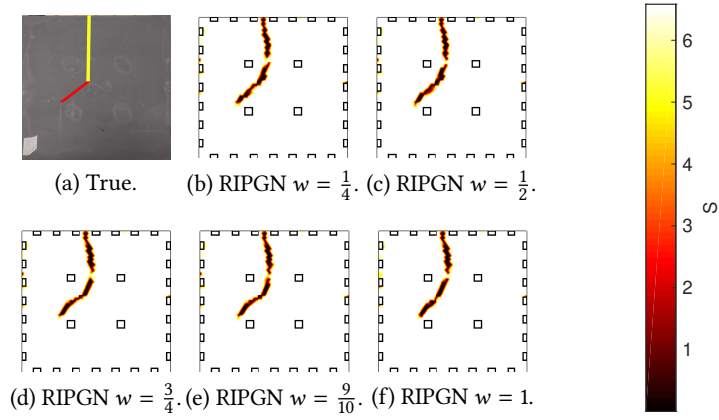 (a) True.
(b) RIPGN w = 1/4.
(c) RIPGN w = 1/2.
(d) RIPGN w = 3/4.
(e) RIPGN w = 9/10.
(f) RIPGN w = 1.
6
5
4
3
2
1
S